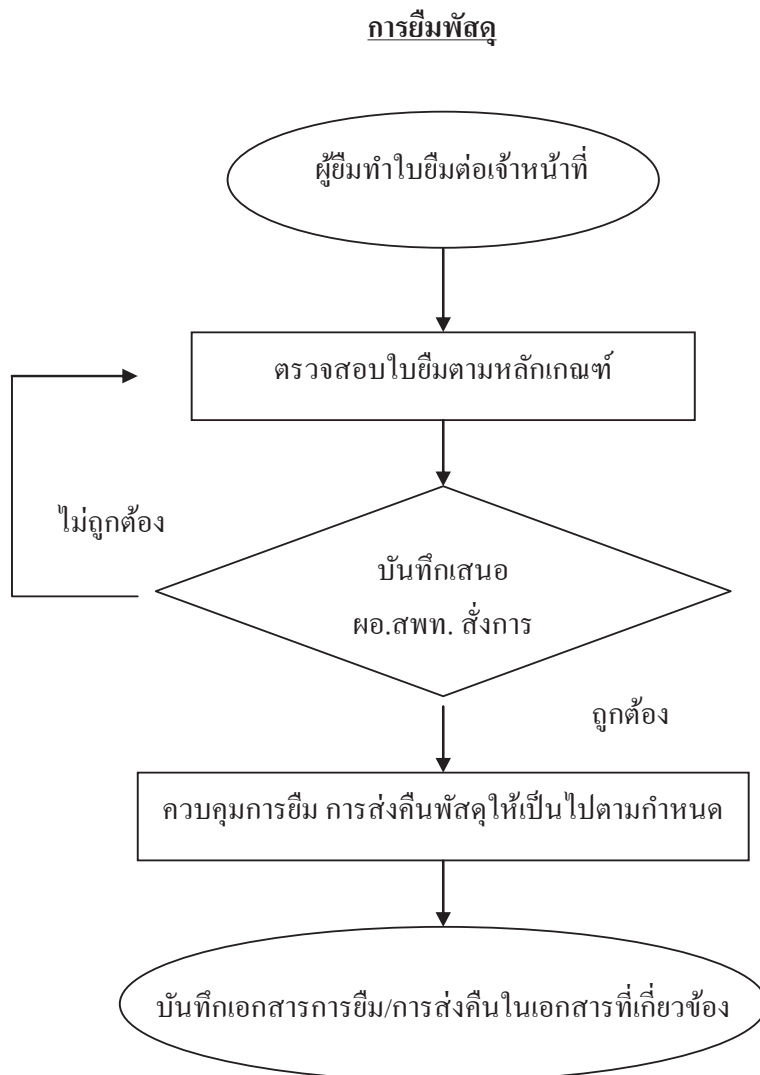 การยืมพัสดุ
ผู้ยืมทำใบยืมต่อเจ้าหน้าที่
ตรวจสอบใบยืมตามหลักเกณฑ์
ไม่ถูกต้อง
บันทึกเสนอ
ผอ.สพท. สั่งการ
ถูกต้อง
ควบคุมการยืม การส่งคืนพัสดุให้เป็นไปตามกำหนด
บันทึกเอกสารการยืม/การส่งคืนในเอกสารที่เกี่ยวข้อง